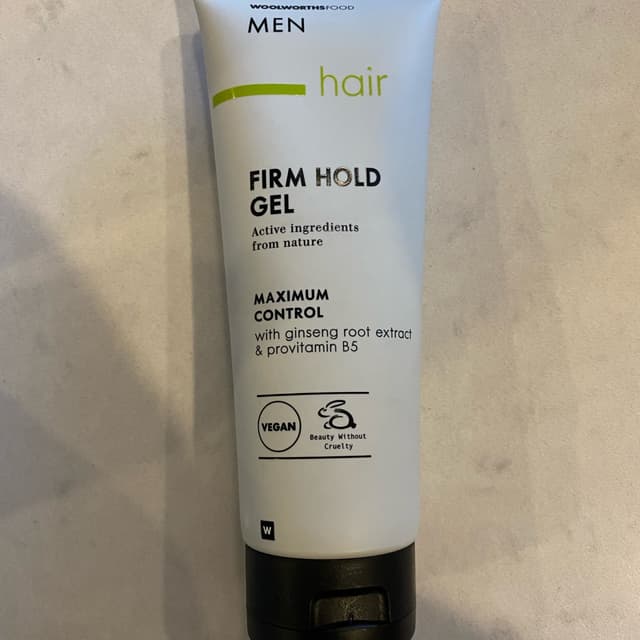 WOOLWORTHSFOOD
MEN
hair
FIRM HOLD
GEL
Active ingredients
from nature
MAXIMUM
CONTROL
with ginseng root extract
& provitamin B5
VEGAN
Beauty Without
Cruelty
W